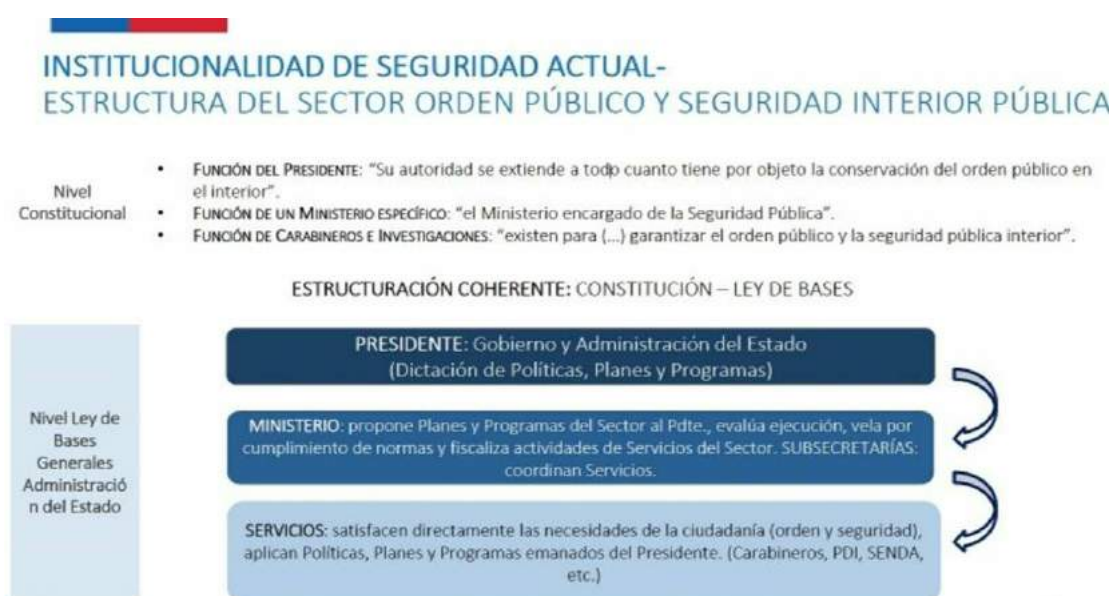 INSTITUCIONALIDAD DE SEGURIDAD ACTUAL-
ESTRUCTURA DEL SECTOR ORDEN PÚBLICO Y SEGURIDAD INTERIOR PÚBLICA
Nivel
Constitucional
• FUNCIÓN DEL PRESIDENTE: “Su autoridad se extiende a todo cuanto tiene por objeto la conservación del orden público en
el interior”.
• FUNCIÓN DE UN MINISTERIO ESPECÍFICO: “el Ministerio encargado de la Seguridad Pública”.
• FUNCIÓN DE CARABINEROS E INVESTIGACIONES: “existen para (...) garantizar el orden público y la seguridad pública interior”.
ESTRUCTURACIÓN COHERENTE: CONSTITUCIÓN – LEY DE BASES
Nivel Ley de
Bases
Generales
Administració
n del Estado
PRESIDENTE: Gobierno y Administración del Estado
(Dictación de Políticas, Planes y Programas)
MINISTERIO: propone Planes y Programas del Sector al Pdte., evalúa ejecución, vela por
cumplimiento de normas y fiscaliza actividades de Servicios del Sector. SUBSECRETARÍAS:
coordinan Servicios.
SERVICIOS: satisfacen directamente las necesidades de la ciudadanía (orden y seguridad),
aplican Políticas, Planes y Programas emanados del Presidente. (Carabineros, PDI, SENDA,
etc.)